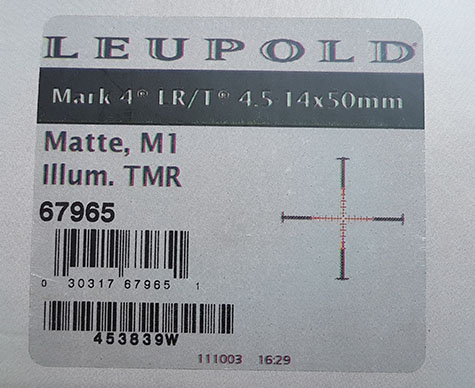 LEUPOLD
Mark 4® LR/T® 4.5-14x50mm
Matte, M1
Illum. TMR
67965
0 30317 67965 1
453839W
111003 16:29